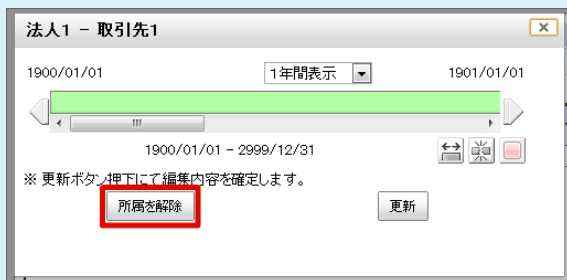 法人1 - 取引先1
1900/01/01 1年間表示 1901/01/01
1900/01/01 - 2999/12/31
※ 更新ボタン押下にて編集内容を確定します。
所属を解除 更新